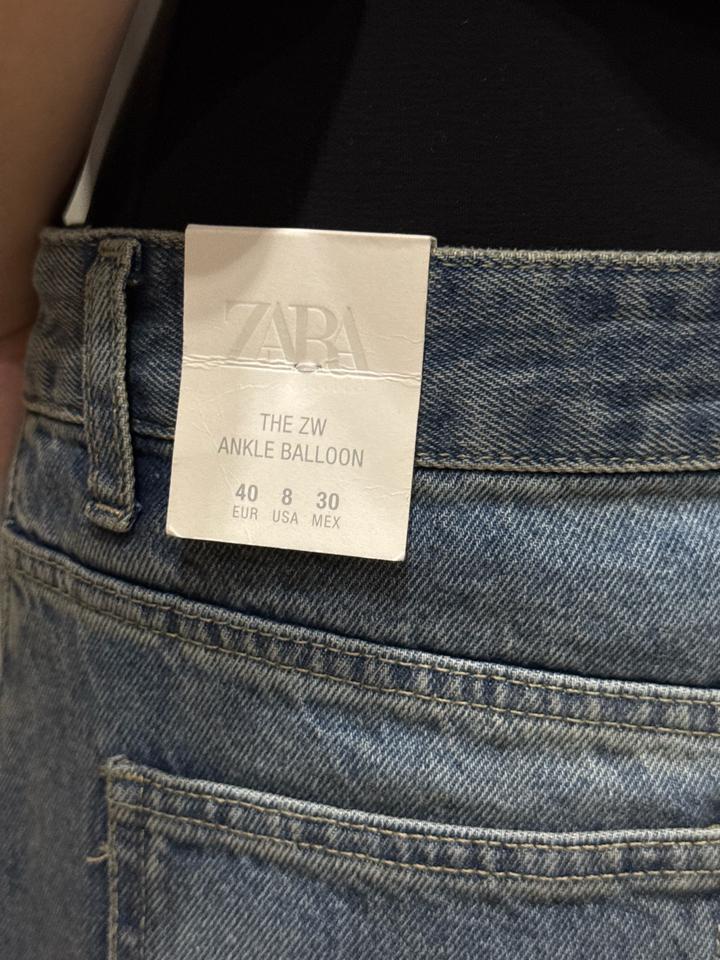 ZARA
THE ZW
ANKLE BALLOON
40 8 30
EUR USA MEX